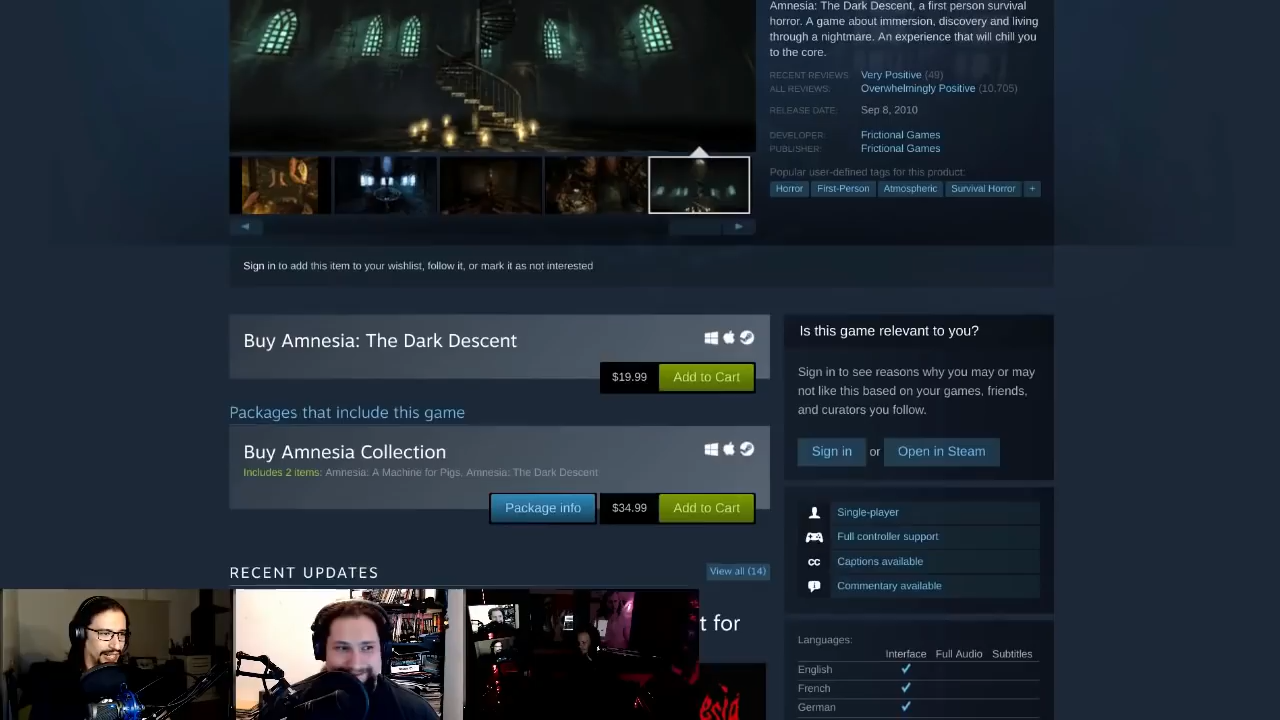 Amnesia: The Dark Descent, a first person survival
horror. A game about immersion, discovery and living
through a nightmare. An experience that will chill you
to the core.
RECENT REVIEWS: Very Positive (49)
ALL REVIEWS: Overwhelmingly Positive (10,705)
RELEASE DATE: Sep 8, 2010
DEVELOPER: Frictional Games
PUBLISHER: Frictional Games
Popular user-defined tags for this product:
Horror First-Person Atmospheric Survival Horror +
Sign in to add this item to your wishlist, follow it, or mark it as not interested
Buy Amnesia: The Dark Descent
$19.99 Add to Cart
Packages that include this game
Buy Amnesia Collection
Includes 2 items: Amnesia: A Machine for Pigs, Amnesia: The Dark Descent
Package info $34.99 Add to Cart
RECENT UPDATES View all (14)
t for
Is this game relevant to you?
Sign in to see reasons why you may or may
not like this based on your games, friends,
and curators you follow.
Sign in or Open in Steam
Single-player
Full controller support
CC Captions available
Commentary available
Languages:
Interface Full Audio Subtitles
English
French
German